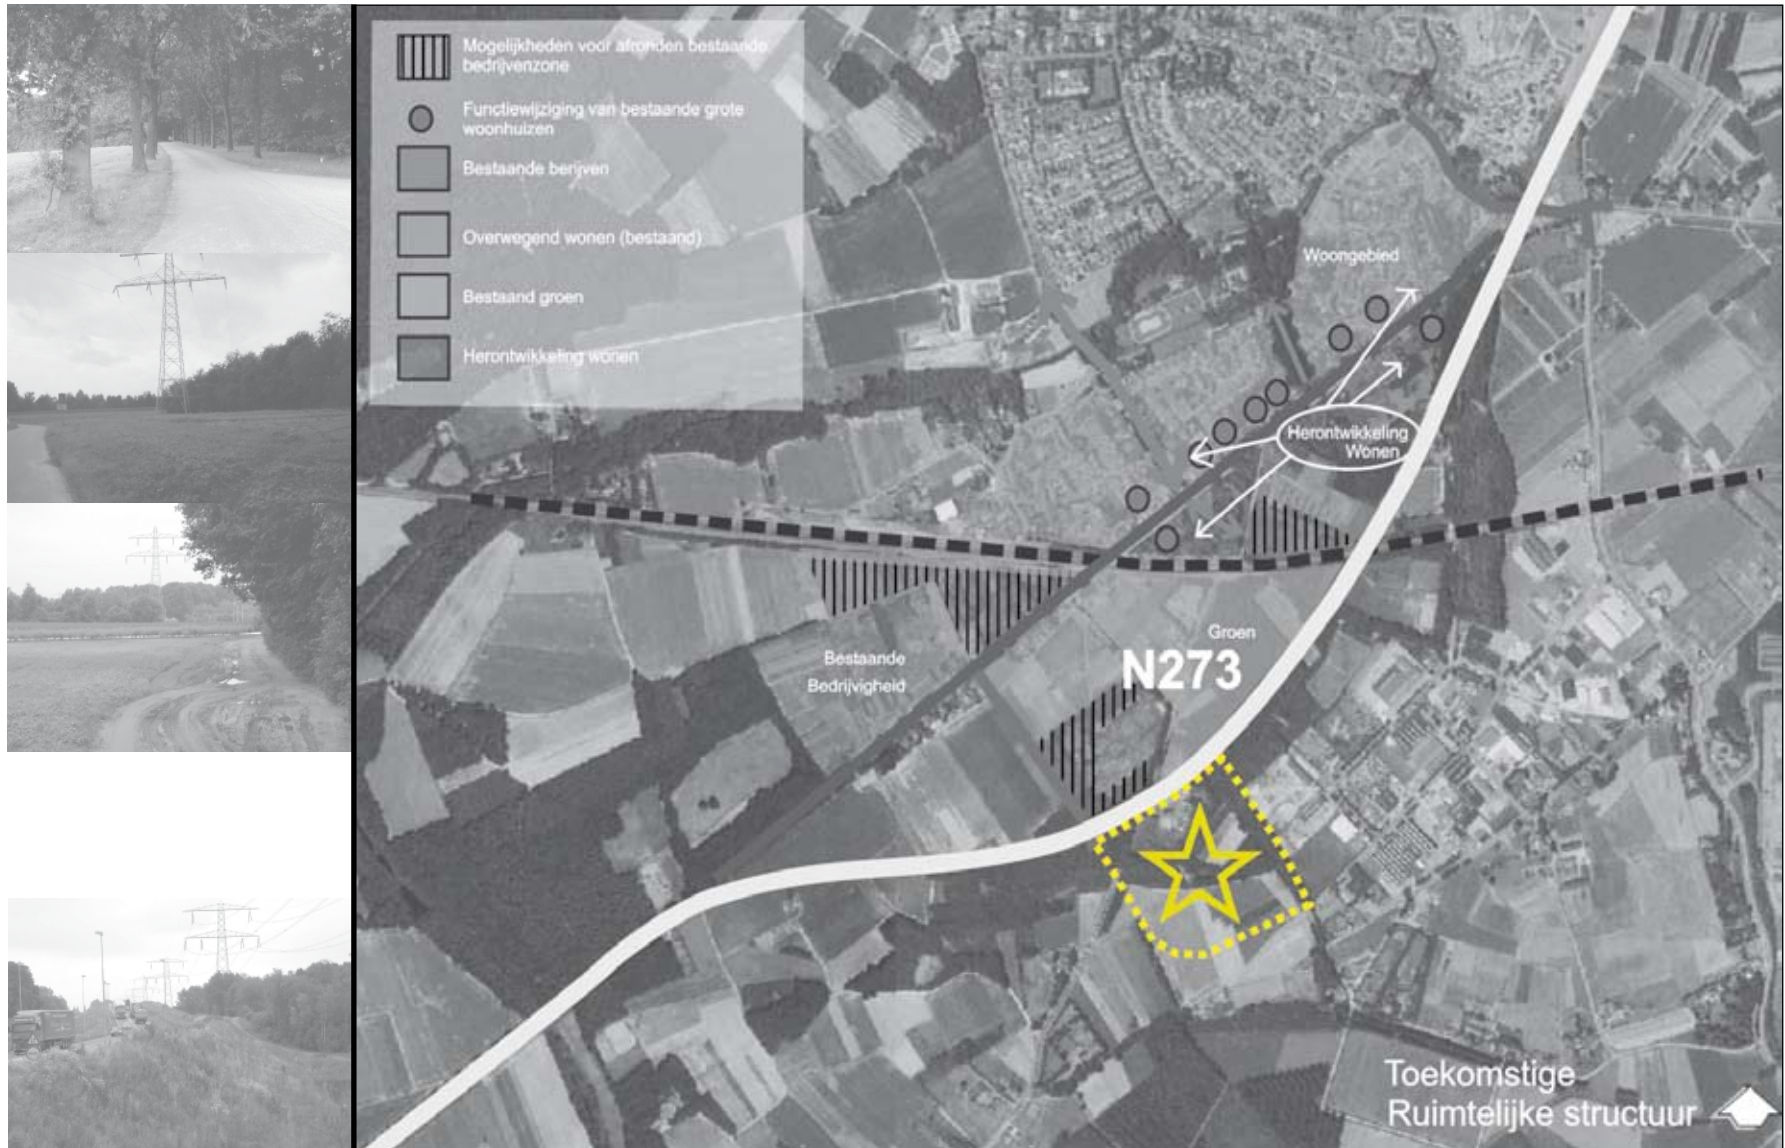 Mogelijkheden voor afronden bestaande
bedrijvenzone
Functiewijziging van bestaande grote
woonhuizen
Bestaande berijven
Overwegend wonen (bestaand)
Bestaand groen
Herontwikkeling wonen
Woongebied
Herontwikkeling
Wonen
Groen
N273
Bestaande
Bedrijvigheid
Toekomstige
Ruimtelijke structuur